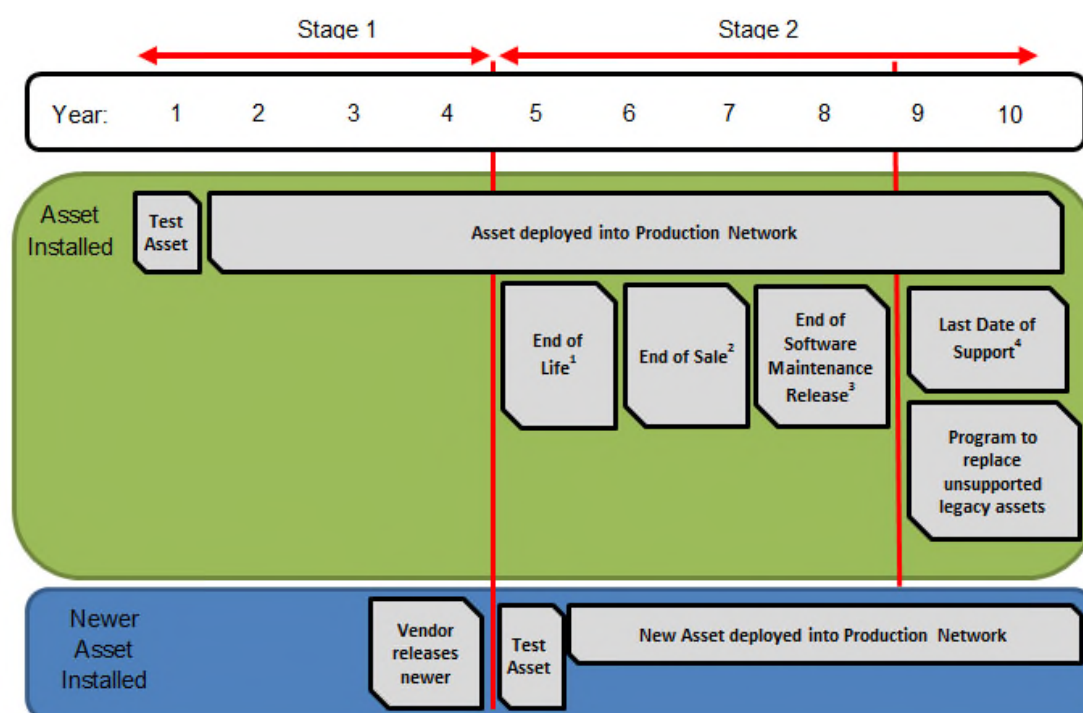 Stage 1
Stage 2
Year: 1 2 3 4 5 6 7 8 9 10
Asset
Installed
Test
Asset
Asset deployed into Production Network
End of
Life1
End of Sale2
End of
Software
Maintenance
Release3
Last Date of
Support4
Program to
replace
unsupported
legacy assets
Newer
Asset
Installed
Vendor
releases
newer
Test
Asset
New Asset deployed into Production Network